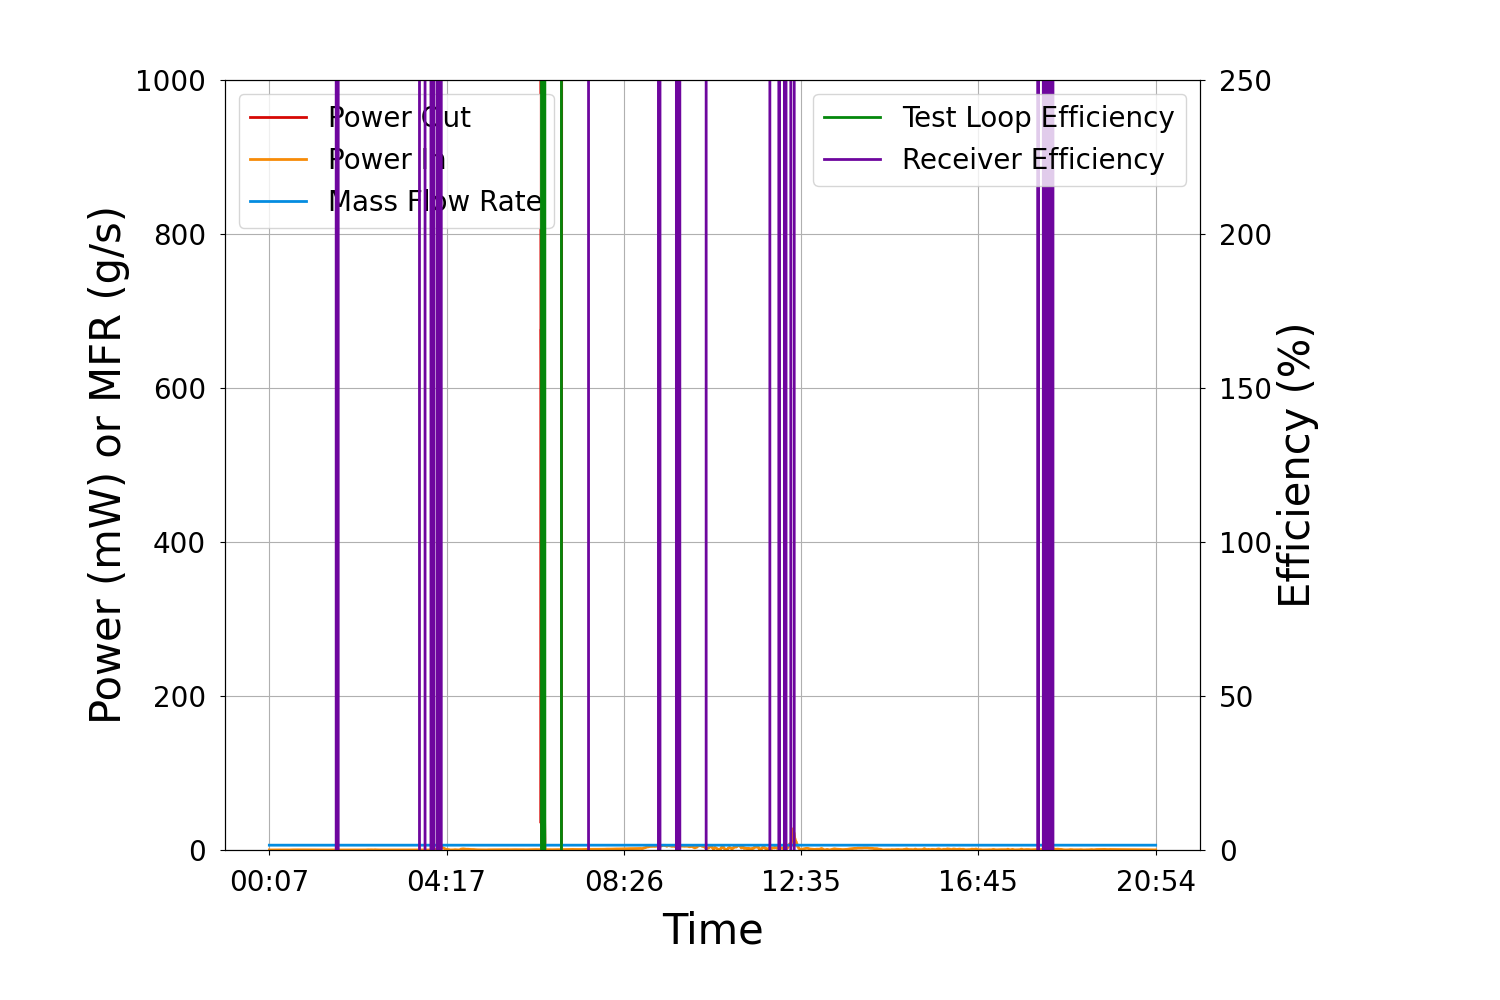 1000
800
600
400
200
0
Power (mW) or MFR (g/s)
Power Out
Power In
Mass Flow Rate
Test Loop Efficiency
Receiver Efficiency
250
200
150
100
50
0
Efficiency (%)
00:07 04:17 08:26 12:35 16:45 20:54
Time